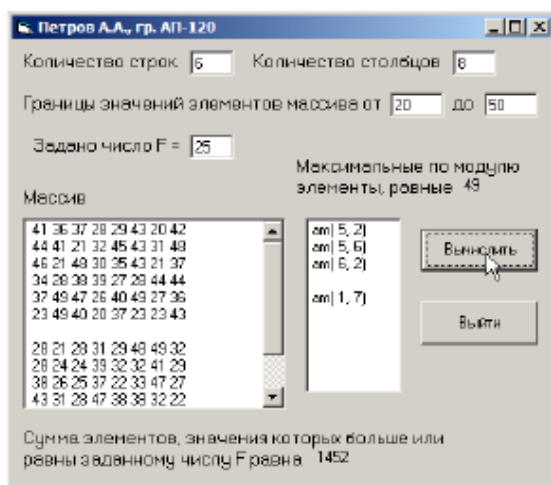 Петров А.А., гр. АП-120
Количество строк 6 Количество столбцов 8
Границы значений элементов массива от 20 до 50
Задано число F = 25
Максимальные по модулю
элементы, равные 49
Массив
41 36 37 28 29 43 20 42
44 41 21 32 45 43 31 48
46 21 48 30 35 43 21 37
34 28 38 39 27 28 44 44
37 49 47 26 40 49 27 36
23 49 40 20 37 23 23 43
28 21 28 31 29 48 49 32
28 24 24 39 32 32 41 29
38 26 25 37 22 33 47 27
43 31 28 47 38 38 32 22
am( 5, 2)
am( 5, 6)
am( 6, 2)
am( 1, 7)
Вычислить
Выйти
Сумма элементов, значения которых больше или
равны заданному числу F равна 1452